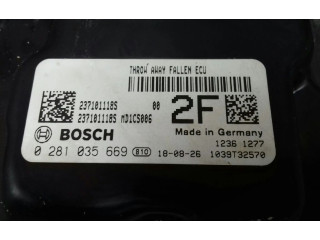 THROW AWAY FALLEN ECU
237101118S 00
237101118S MD1CS006
2F
Made in Germany
BOSCH
1236 1277
0 281 035 669 B10 18-08-26 1039T32570